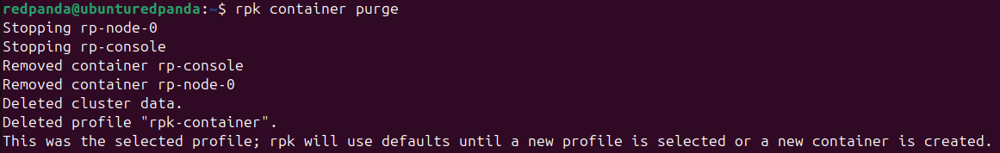 redpanda@ubunturedpanda:~$ rpk container purge
Stopping rp-node-0
Stopping rp-console
Removed container rp-console
Removed container rp-node-0
Deleted cluster data.
Deleted profile "rpk-container".
This was the selected profile; rpk will use defaults until a new profile is selected or a new container is created.